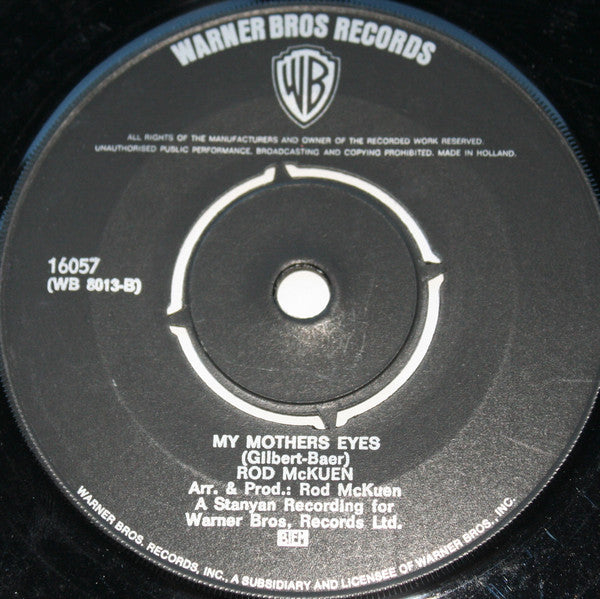 WARNER BROS RECORDS
WB
ALL RIGHTS OF THE MANUFACTURERS AND OWNER OF THE RECORDED WORK RESERVED.
UNAUTHORISED PUBLIC PERFORMANCE, BROADCASTING AND COPYING PROHIBITED. MADE IN HOLLAND.
16057
(WB 8013-B)
MY MOTHERS EYES
(Gilbert-Baer)
ROD McKUEN
Arr. & Prod.: Rod McKuen
A Stanyan Recording for
Warner Bros, Records Ltd.
BIEM
WARNER BROS. RECORDS, INC., A SUBSIDIARY AND LICENSEE OF WARNER BROS., INC.